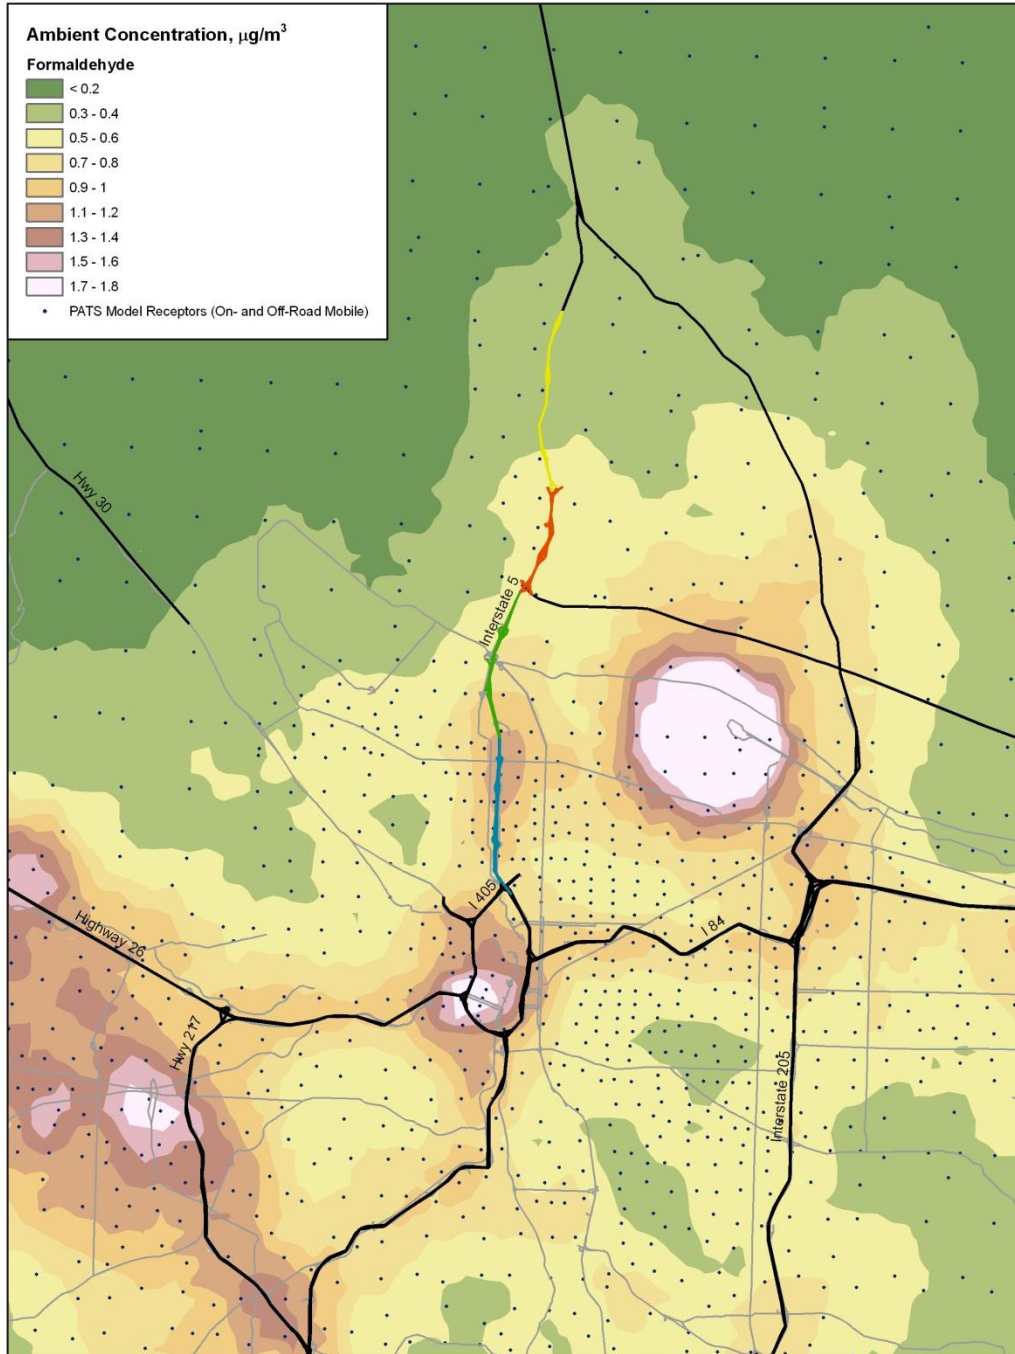 Ambient Concentration, µg/m³
Formaldehyde
< 0.2
0.3 - 0.4
0.5 - 0.6
0.7 - 0.8
0.9 - 1
1.1 - 1.2
1.3 - 1.4
1.5 - 1.6
1.7 - 1.8
PATS Model Receptors (On- and Off-Road Mobile)
Hwy 30
Interstate 5
I 405
Highway 26
I 84
Hwy 217
Interstate 205